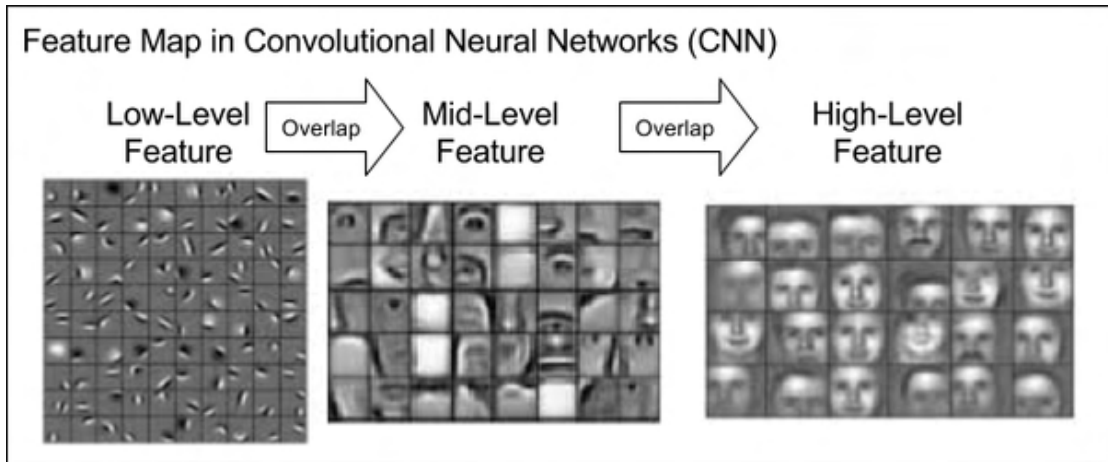 Feature Map in Convolutional Neural Networks (CNN)
Low-Level
Feature
Overlap
Mid-Level
Feature
Overlap
High-Level
Feature